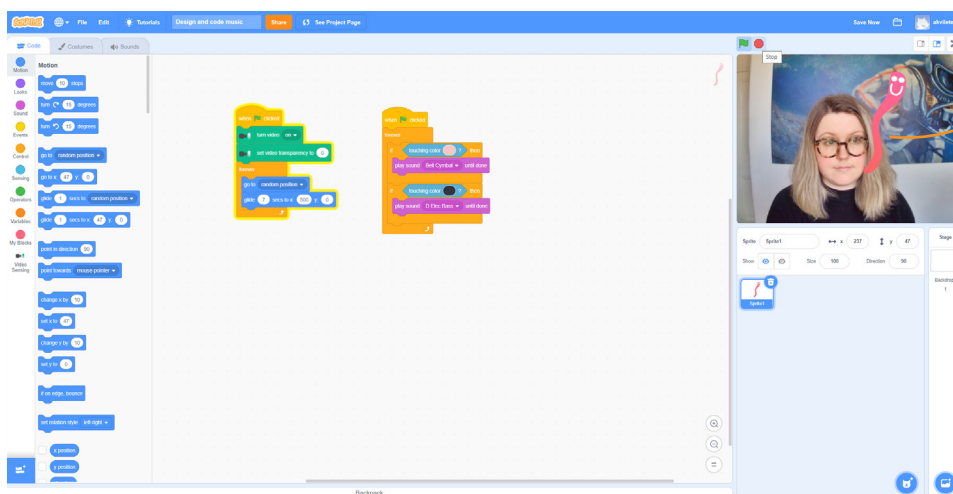 SCRATCH File Edit Tutorials Design and code music Share See Project Page Save Now
Code Costumes Sounds
Stop
Motion
Looks
Sound
Events
Control
Sensing
Operators
Variables
My Blocks
Video
Sensing
Motion
move 10 steps
turn 15 degrees
turn 15 degrees
go to random position
go to x: 47 y: 0
glide 1 secs to random position
glide 1 secs to x: 47 y: 0
point in direction 90
point towards mouse-pointer
change x by 10
set x to 47
change y by 10
set y to 0
if on edge, bounce
set rotation style left-right
x position
y position
when clicked
turn video on
set video transparency to 0
forever
go to random position
glide 7 secs to x: 500 y: 0
when clicked
forever
if touching color ? then
play sound Bell Cymbal until done
if touching color ? then
play sound D Elec Bass until done
Sprite Sprite1 x 237 y 47
Show Size 100 Direction 90
Sprite1
Stage
1
Backpack